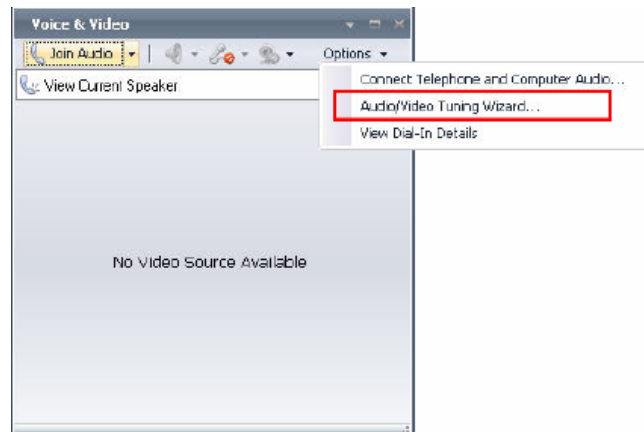 Voice & Video
Join Audio
Options
View Current Speaker
Connect Telephone and Computer Audio...
Audio/Video Tuning Wizard...
View Dial-In Details
No Video Source Available